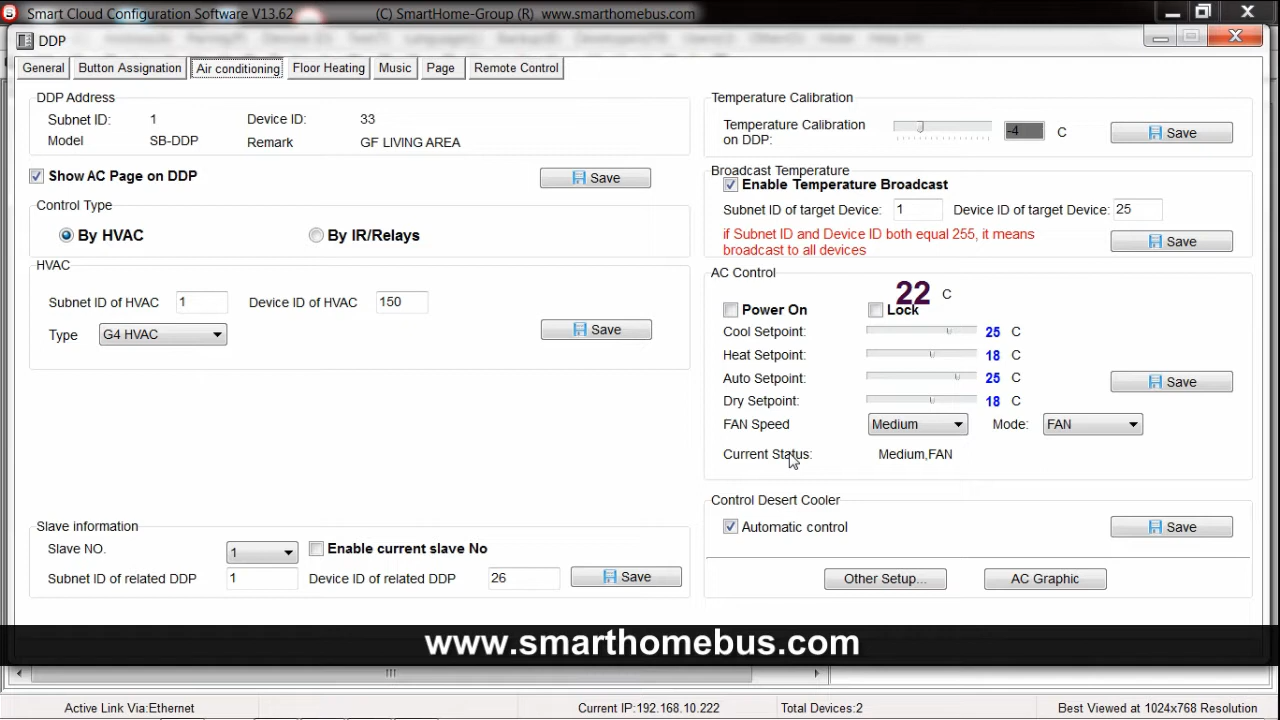 Smart Cloud Configuration Software V13.62 (C) SmartHome-Group (R) www.smarthomebus.com
DDP
General Button Assignation Air conditioning Floor Heating Music Page Remote Control
DDP Address
Subnet ID: 1 Device ID: 33
Model SB-DDP Remark GF LIVING AREA
Show AC Page on DDP Save
Control Type
By HVAC By IR/Relays
HVAC
Subnet ID of HVAC 1 Device ID of HVAC 150
Type G4 HVAC Save
Slave information
Slave NO. 1 Enable current slave No
Subnet ID of related DDP 1 Device ID of related DDP 26 Save
Temperature Calibration
Temperature Calibration
on DDP: -4 C Save
Broadcast Temperature
Enable Temperature Broadcast
Subnet ID of target Device: 1 Device ID of target Device: 25
if Subnet ID and Device ID both equal 255, it means
broadcast to all devices Save
AC Control
22 C
Power On Lock
Cool Setpoint: 25 C
Heat Setpoint: 18 C
Auto Setpoint: 25 C Save
Dry Setpoint: 18 C
FAN Speed Medium Mode: FAN
Current Status: Medium,FAN
Control Desert Cooler
Automatic control Save
Other Setup... AC Graphic
www.smarthomebus.com
Active Link Via:Ethernet Current IP:192.168.10.222 Total Devices:2 Best Viewed at 1024x768 Resolution